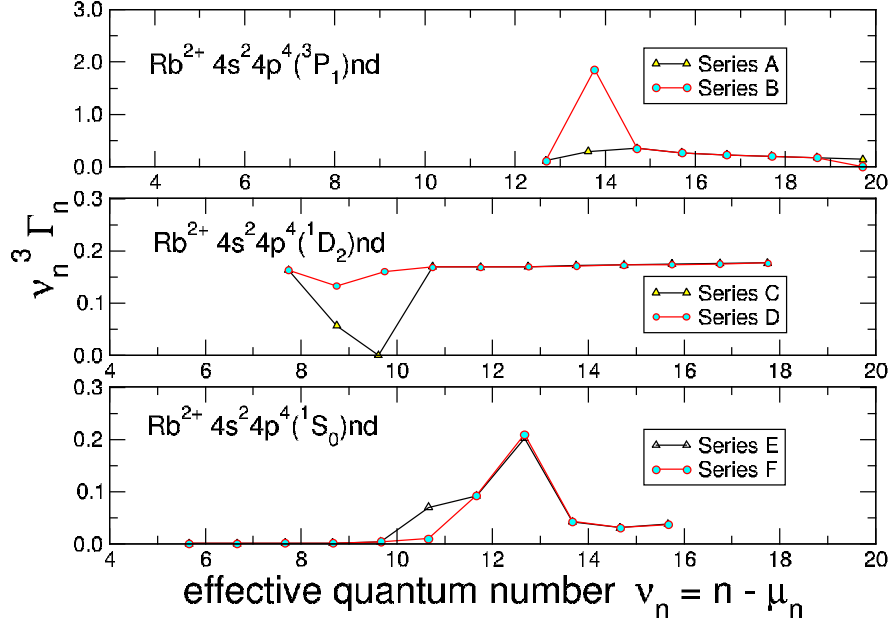 3.0
2.0
1.0
0.0
Rb²⁺ 4s²4p⁴(³P₁)nd
Series A
Series B
4 6 8 10 12 14 16 18 20
0.3
0.2
0.1
0.0
Rb²⁺ 4s²4p⁴(¹D₂)nd
Series C
Series D
4 6 8 10 12 14 16 18 20
0.3
0.2
0.1
0.0
Rb²⁺ 4s²4p⁴(¹S₀)nd
Series E
Series F
4 6 8 10 12 14 16 18 20
νₙ³ Γₙ
effective quantum number νₙ = n - μₙ